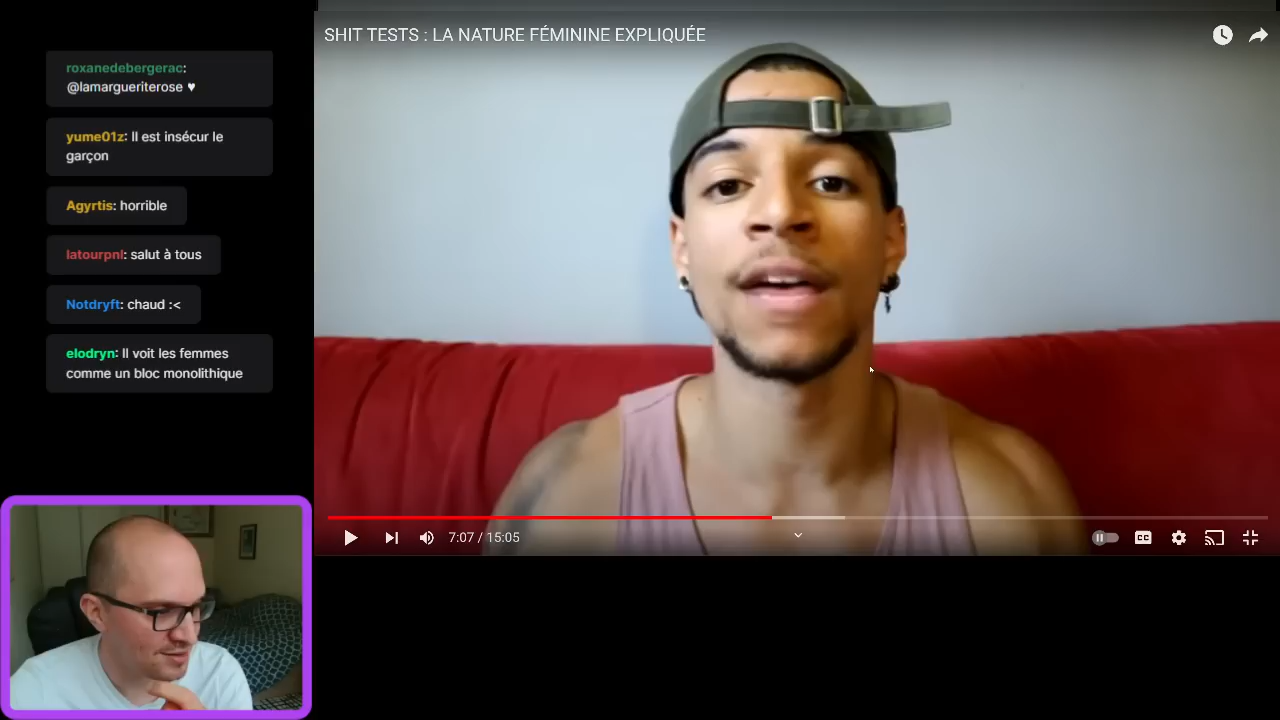 SHIT TESTS : LA NATURE FÉMININE EXPLIQUÉE
roxanedebergerac:
@lamargueriterose ♥
yume01z: Il est insécur le
garçon
Agyrtis: horrible
latourpnl: salut à tous
Notdryft: chaud :<
elodryn: Il voit les femmes
comme un bloc monolithique
7:07 / 15:05
CC